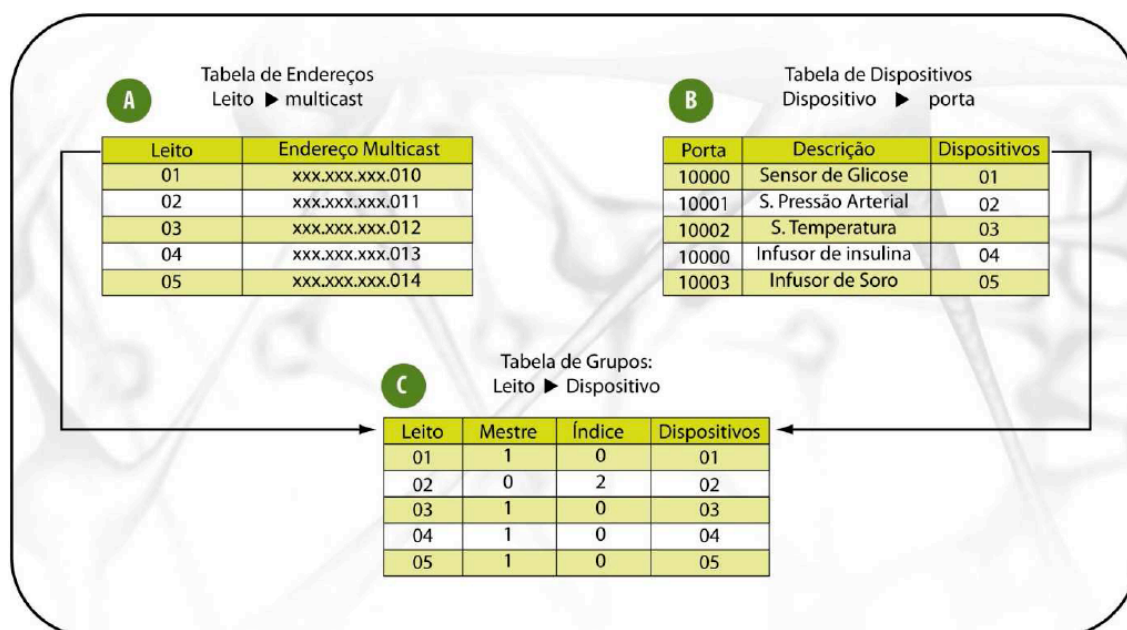 Tabela de Endereços
A Leito ▶ multicast
Leito Endereço Multicast
01 xxx.xxx.xxx.010
02 xxx.xxx.xxx.011
03 xxx.xxx.xxx.012
04 xxx.xxx.xxx.013
05 xxx.xxx.xxx.014
Tabela de Dispositivos
B Dispositivo ▶ porta
Porta Descrição Dispositivos
10000 Sensor de Glicose 01
10001 S. Pressão Arterial 02
10002 S. Temperatura 03
10000 Infusor de insulina 04
10003 Infusor de Soro 05
Tabela de Grupos:
C Leito ▶ Dispositivo
Leito Mestre Índice Dispositivos
01 1 0 01
02 0 2 02
03 1 0 03
04 1 0 04
05 1 0 05